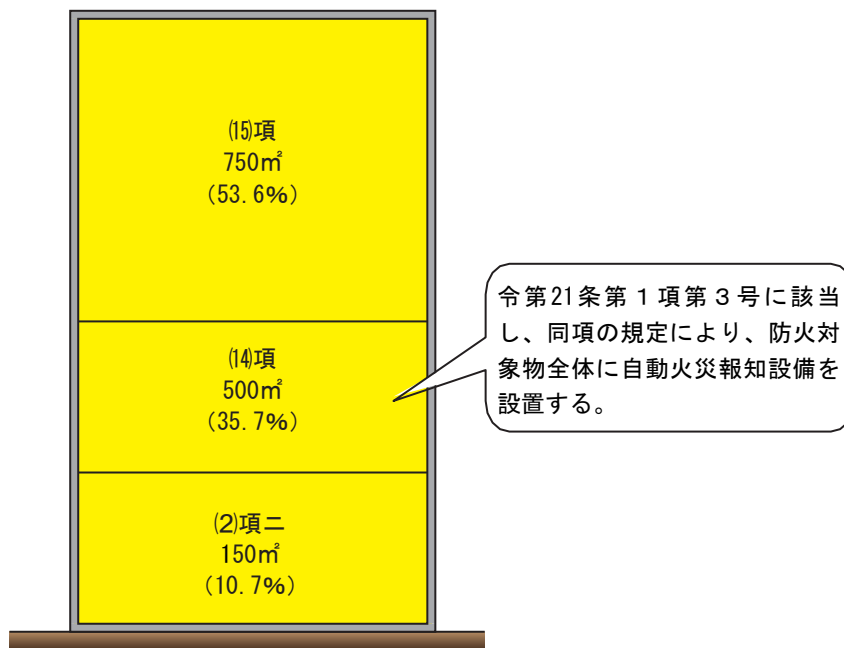 ⒂項
750㎡
(53.6%)
⒁項
500㎡
(35.7%)
⑵項ニ
150㎡
(10.7%)
令第21条第1項第3号に該当
し、同項の規定により、防火対
象物全体に自動火災報知設備を
設置する。